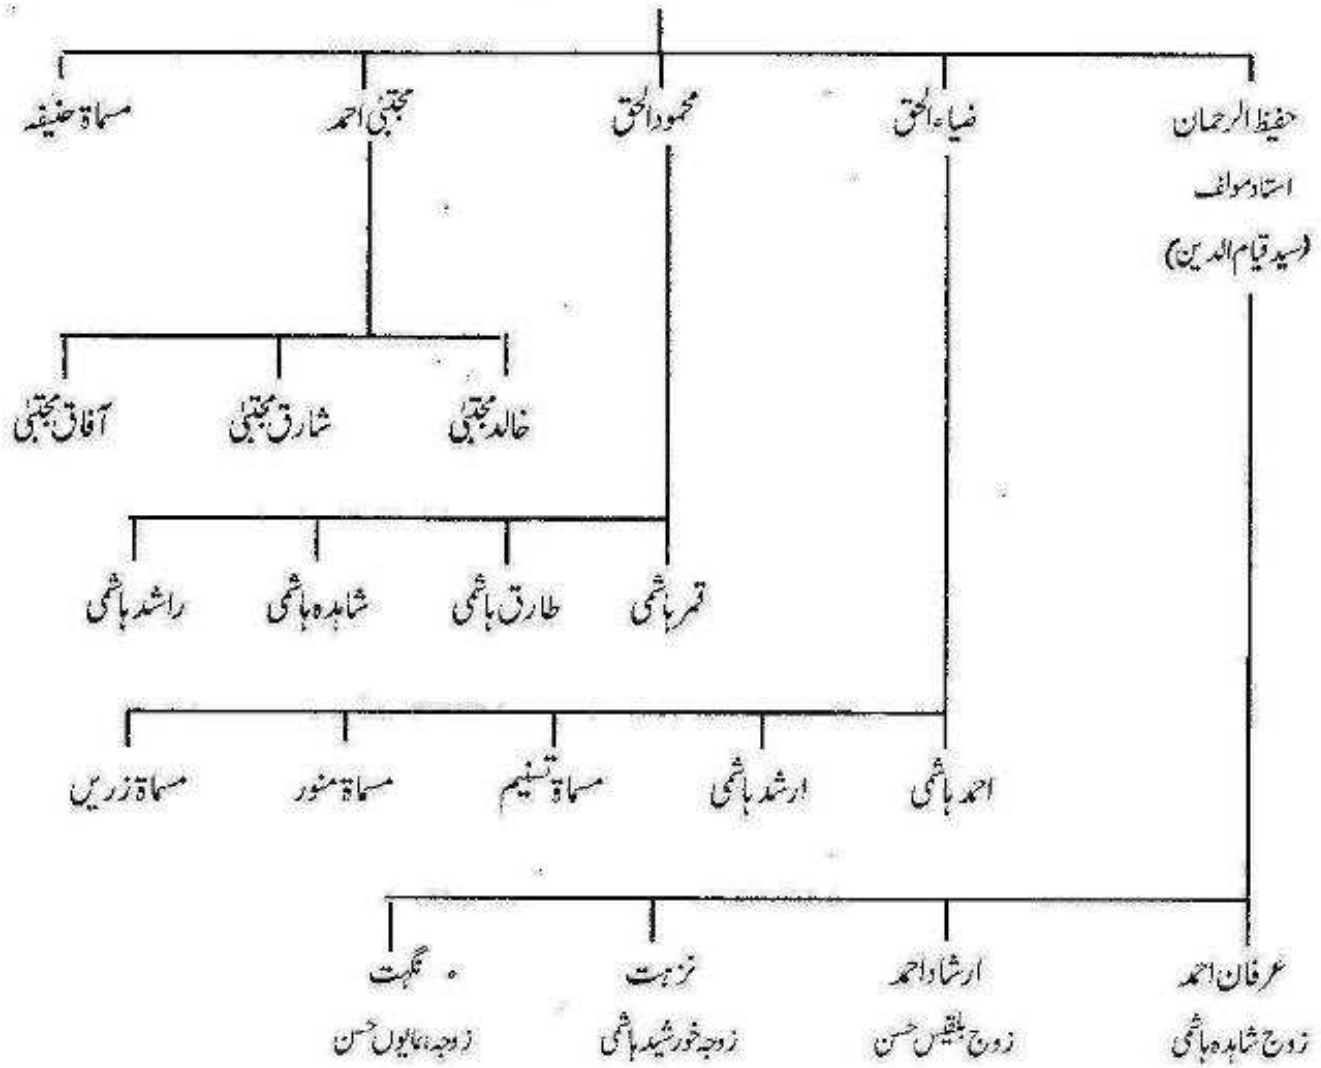 حفیظ الرحمان
ضیاء الحق
محمود الحق
مجتبیٰ احمد
مسماۃ حنیفہ
استاد مولف
(سید قیام الدین)
خالد مجتبیٰ
شارق مجتبیٰ
آفاق مجتبیٰ
قمر ہاشمی
طارق ہاشمی
شاہدہ ہاشمی
راشد ہاشمی
احمد ہاشمی
ارشد ہاشمی
مسماۃ تسنیم
مسماۃ منور
مسماۃ زریں
عرفان احمد
ارشاد احمد
نزہت
نگہت
زوج شاہدہ ہاشمی
زوج بلقیس حسن
زوجہ خورشید ہاشمی
زوجہ ہمایوں حسن